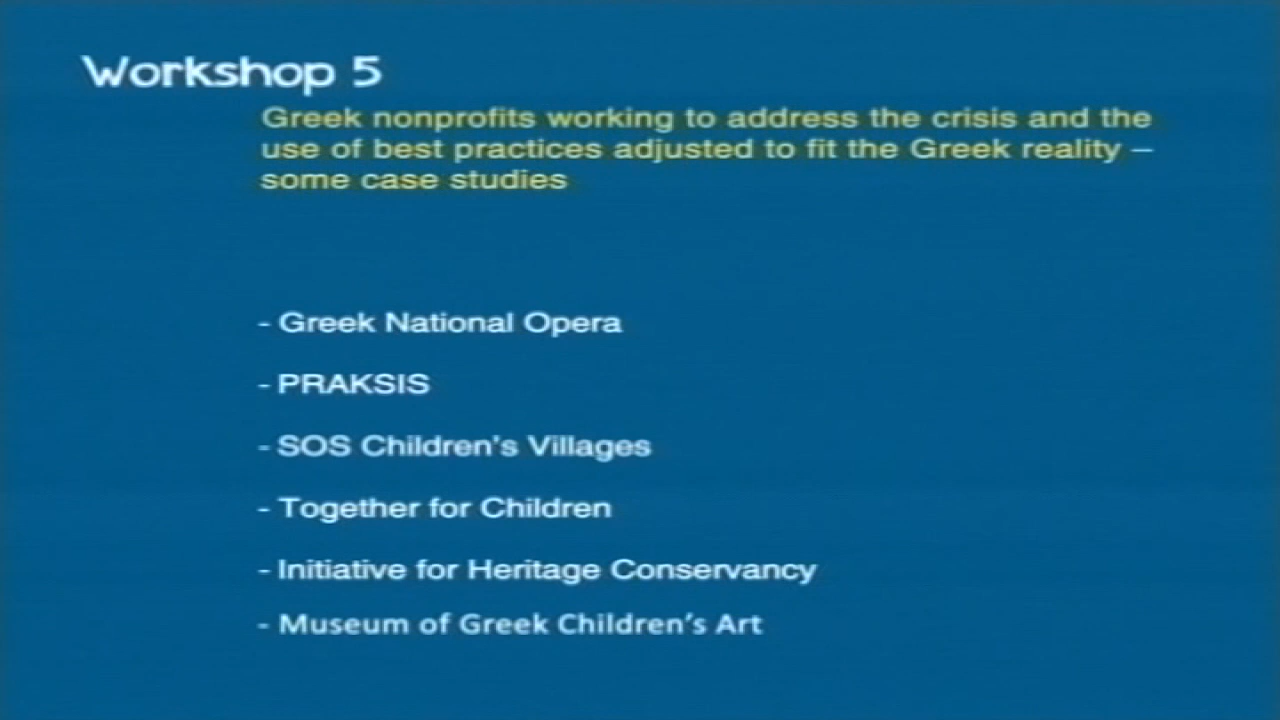 Workshop 5
Greek nonprofits working to address the crisis and the
use of best practices adjusted to fit the Greek reality –
some case studies
- Greek National Opera
- PRAKSIS
- SOS Children's Villages
- Together for Children
- Initiative for Heritage Conservancy
- Museum of Greek Children's Art